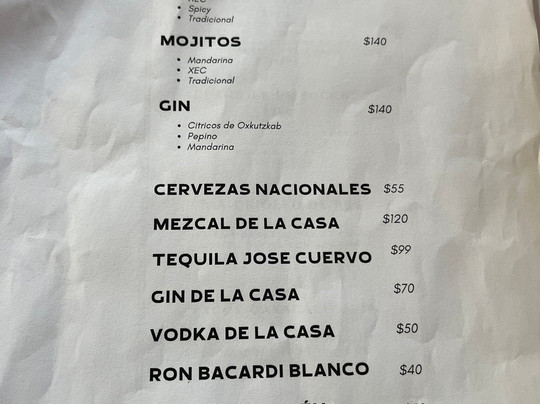 Spicy
Tradicional
MOJITOS $140
Mandarina
XEC
Tradicional
GIN $140
Citricos de Oxkutzkab
Pepino
Mandarina
CERVEZAS NACIONALES $55
MEZCAL DE LA CASA $120
TEQUILA JOSE CUERVO $99
GIN DE LA CASA $70
VODKA DE LA CASA $50
RON BACARDI BLANCO $40